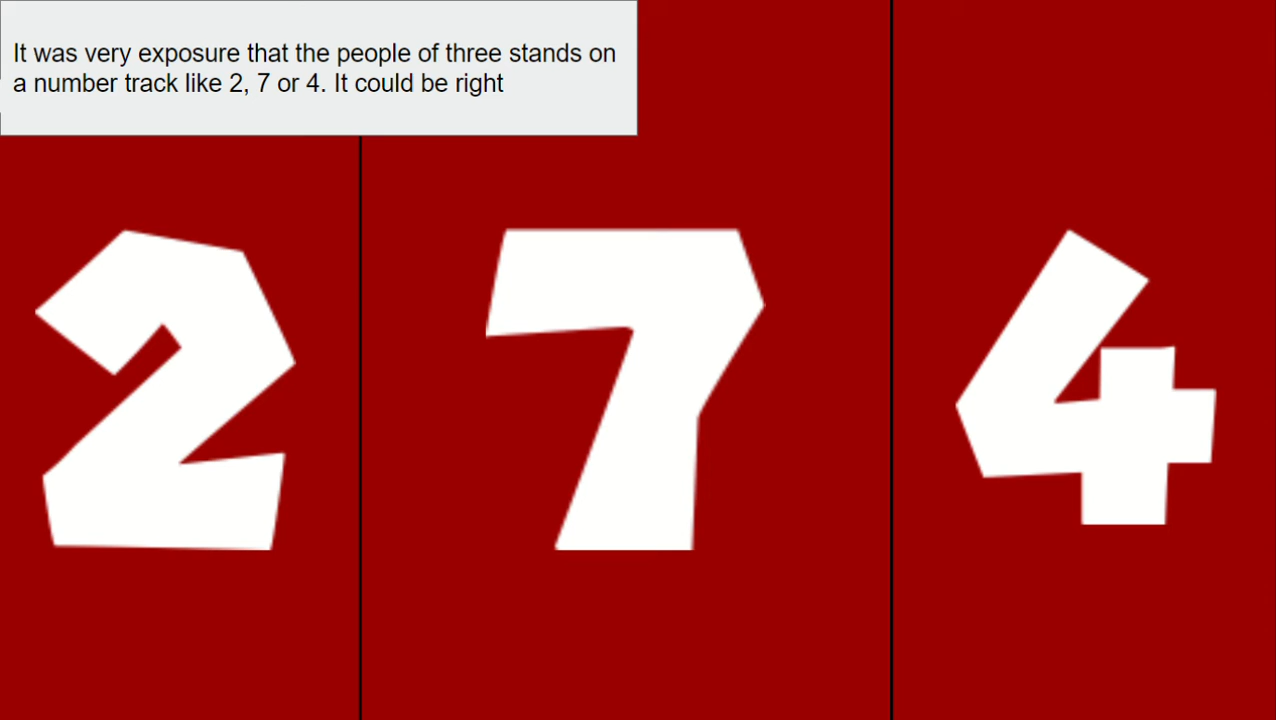 It was very exposure that the people of three stands on
a number track like 2, 7 or 4. It could be right
2 7 4